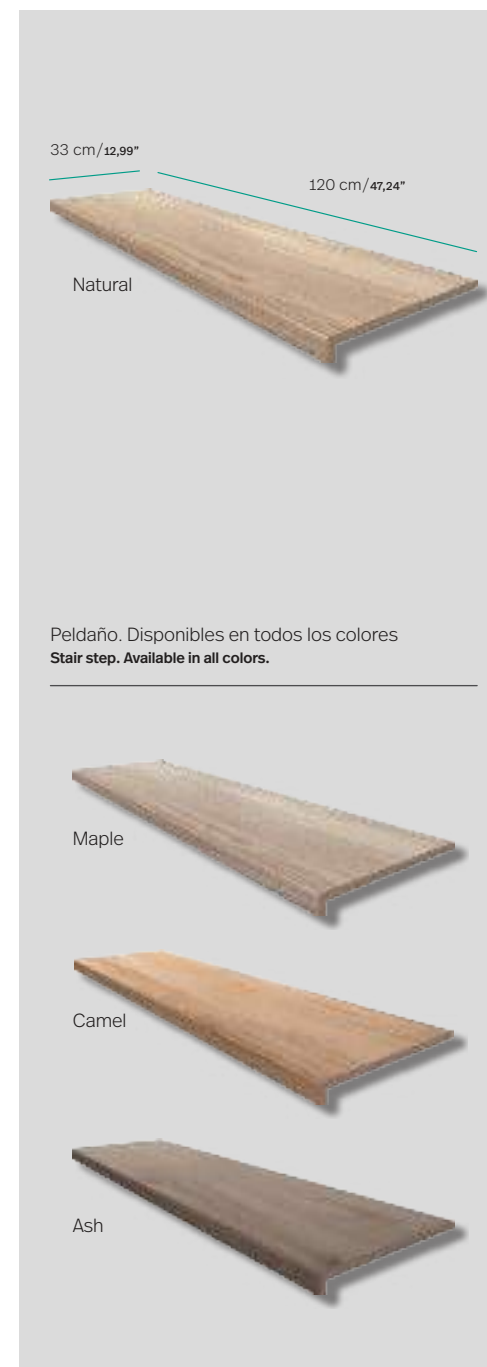 33 cm/12,99”
120 cm/47,24”
Natural
Peldaño. Disponibles en todos los colores
Stair step. Available in all colors.
Maple
Camel
Ash